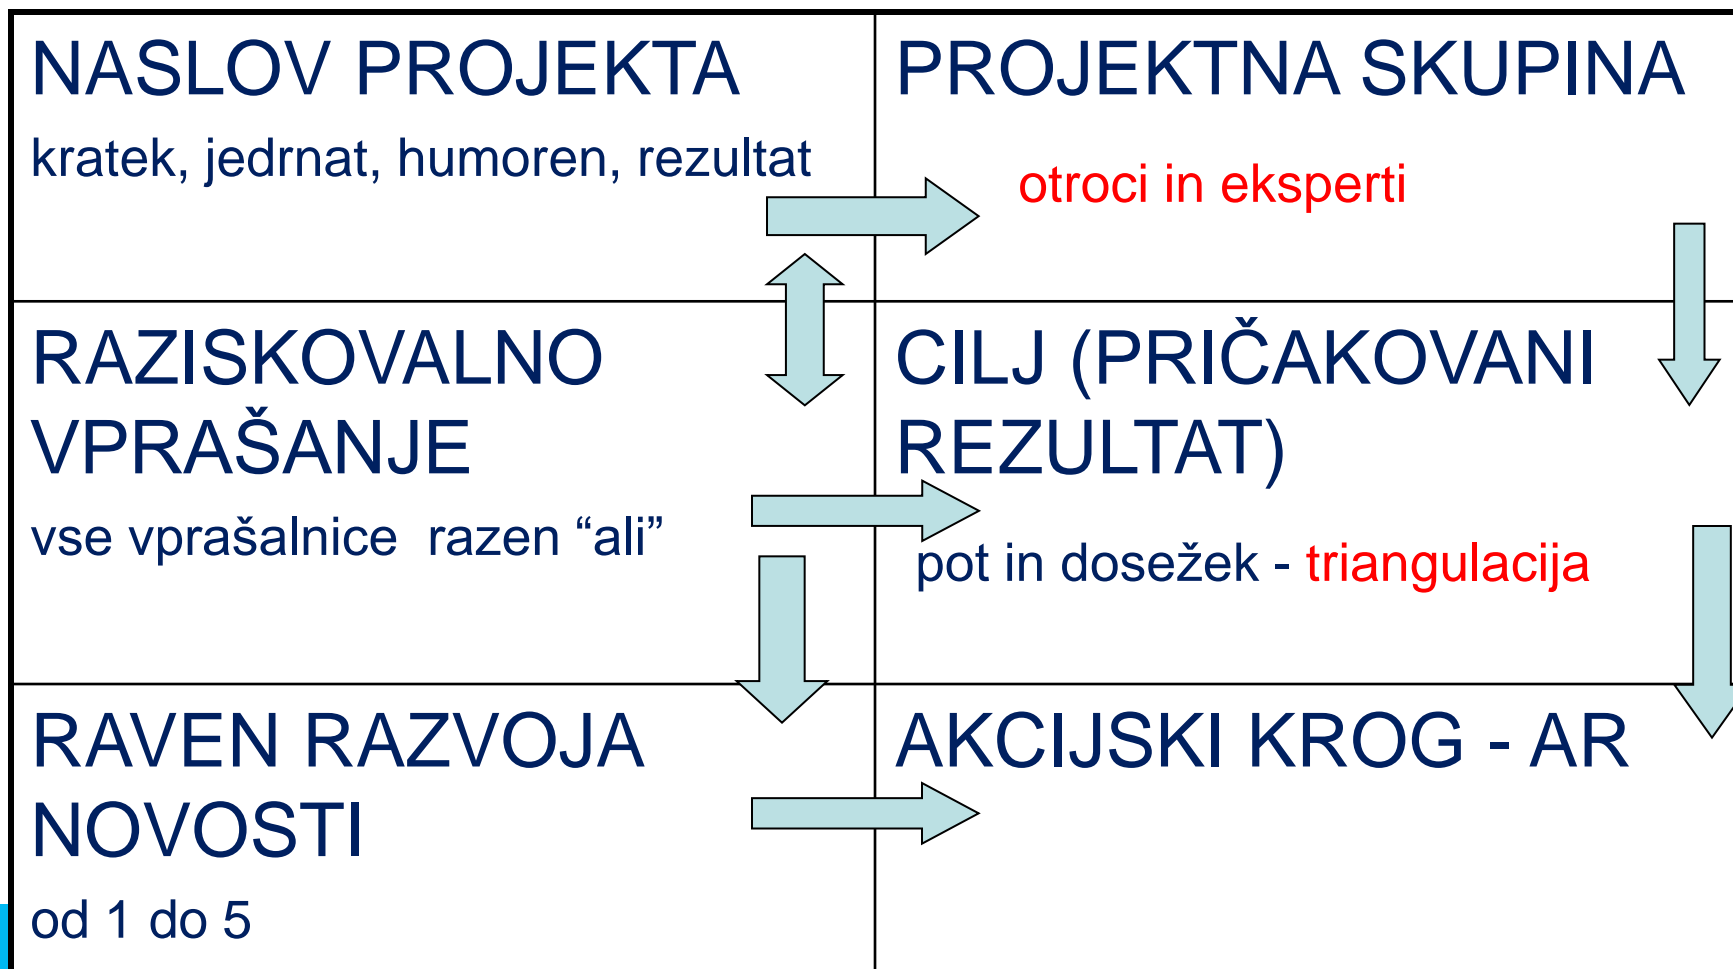 NASLOV PROJEKTA
kratek, jedrnat, humoren, rezultat
PROJEKTNA SKUPINA
otroci in eksperti
RAZISKOVALNO
VPRAŠANJE
vse vprašalnice  razen “ali”
CILJ (PRIČAKOVANI
REZULTAT)
pot in dosežek - triangulacija
RAVEN RAZVOJA
NOVOSTI
od 1 do 5
AKCIJSKI KROG - AR